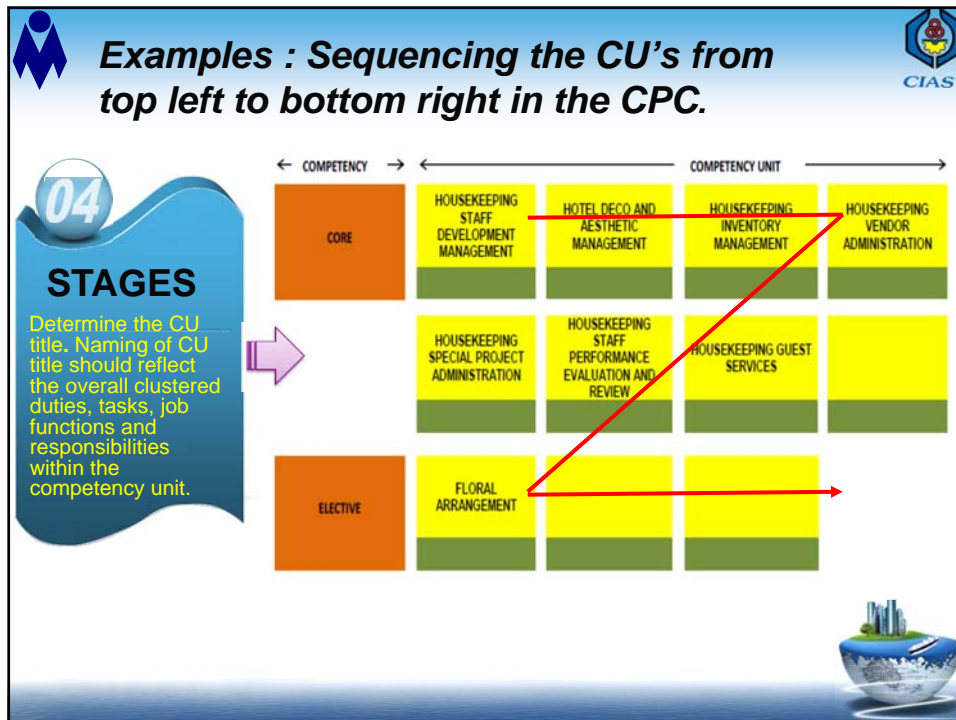 Examples : Sequencing the CU's from
top left to bottom right in the CPC.
CIAST
04
STAGES
Determine the CU
title. Naming of CU
title should reflect
the overall clustered
duties, tasks, job
functions and
responsibilities
within the
competency unit.
COMPETENCY
COMPETENCY UNIT
CORE
HOUSEKEEPING
STAFF
DEVELOPMENT
MANAGEMENT
HOTEL DECO AND
AESTHETIC
MANAGEMENT
HOUSEKEEPING
INVENTORY
MANAGEMENT
HOUSEKEEPING
VENDOR
ADMINISTRATION
HOUSEKEEPING
SPECIAL PROJECT
ADMINISTRATION
HOUSEKEEPING
STAFF
PERFORMANCE
EVALUATION AND
REVIEW
HOUSEKEEPING GUEST
SERVICES
ELECTIVE
FLORAL
ARRANGEMENT